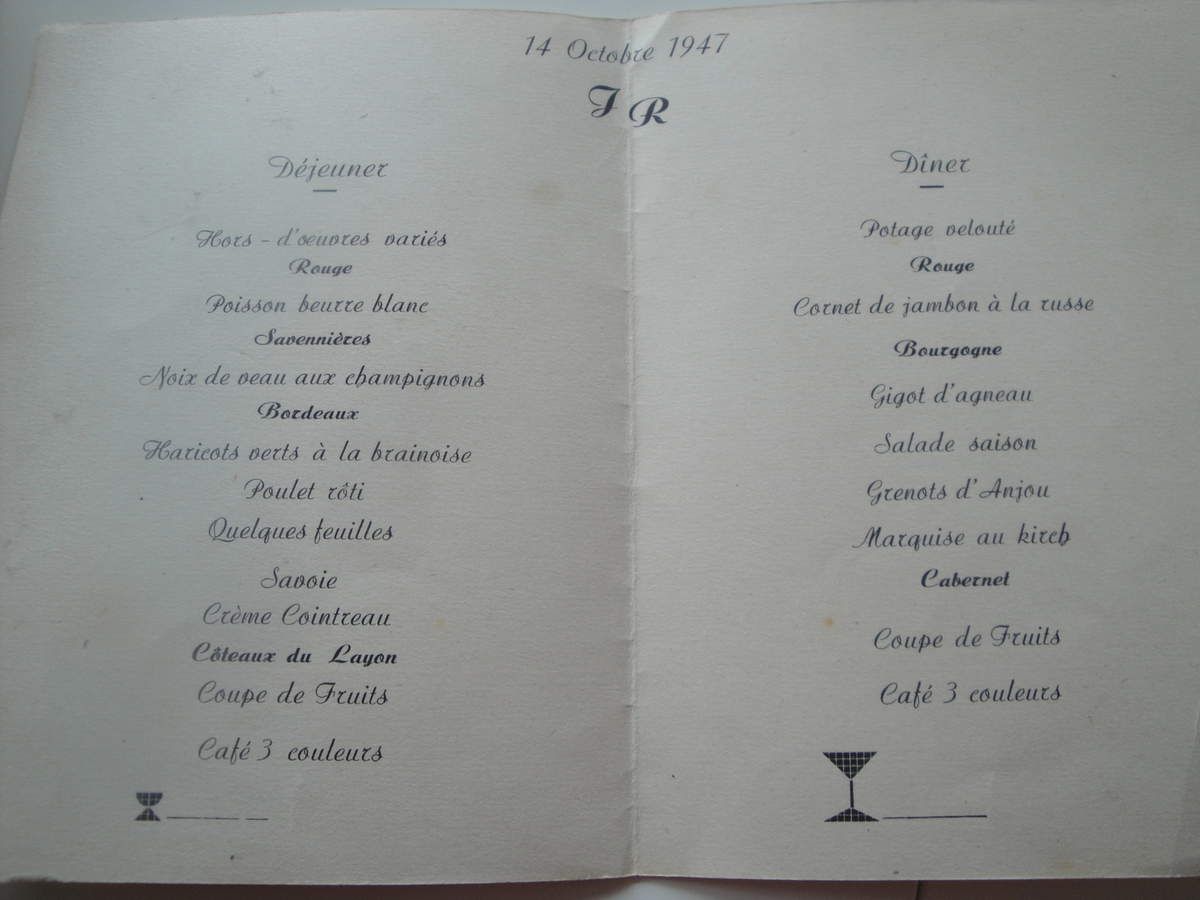 14 Octobre 1947
J R
Déjeuner
Hors - d'oeuvres variés
Rouge
Poisson beurre blanc
Savennières
Noix de veau aux champignons
Bordeaux
Haricots verts à la brainoise
Poulet rôti
Quelques feuilles
Savoie
Crème Cointreau
Côteaux du Layon
Coupe de Fruits
Café 3 couleurs
Dîner
Potage velouté
Rouge
Cornet de jambon à la russe
Bourgogne
Gigot d'agneau
Salade saison
Grenots d'Anjou
Marquise au kirch
Cabernet
Coupe de Fruits
Café 3 couleurs